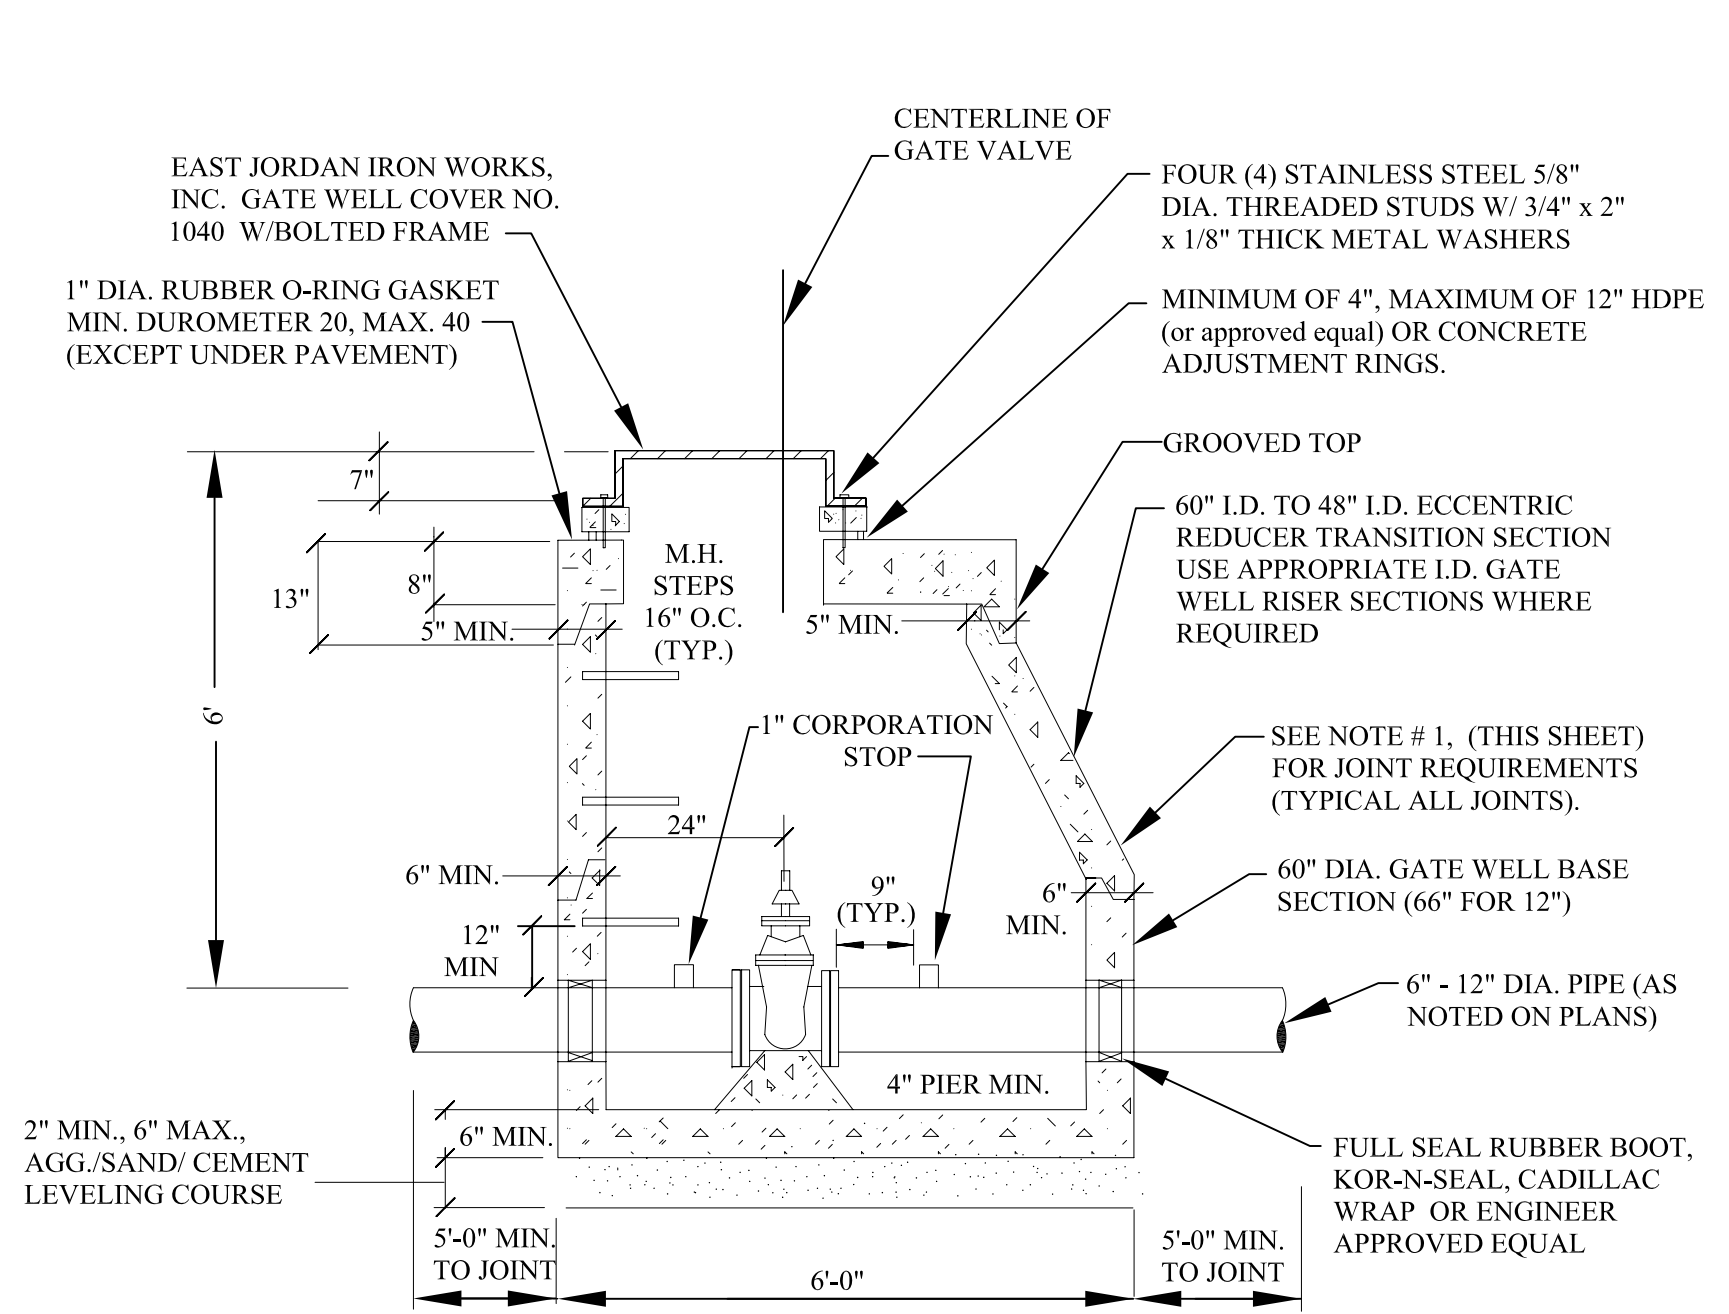 CENTERLINE OF
GATE VALVE
EAST JORDAN IRON WORKS,
INC. GATE WELL COVER NO.
1040 W/BOLTED FRAME
FOUR (4) STAINLESS STEEL 5/8"
DIA. THREADED STUDS W/ 3/4" x 2"
x 1/8" THICK METAL WASHERS
1" DIA. RUBBER O-RING GASKET
MIN. DUROMETER 20, MAX. 40
(EXCEPT UNDER PAVEMENT)
MINIMUM OF 4", MAXIMUM OF 12" HDPE
(or approved equal) OR CONCRETE
ADJUSTMENT RINGS.
GROOVED TOP
7"
60" I.D. TO 48" I.D. ECCENTRIC
REDUCER TRANSITION SECTION
USE APPROPRIATE I.D. GATE
WELL RISER SECTIONS WHERE
REQUIRED
13"
8"
5" MIN.
M.H.
STEPS
16" O.C.
(TYP.)
5" MIN.
6'
1" CORPORATION
STOP
SEE NOTE # 1, (THIS SHEET)
FOR JOINT REQUIREMENTS
(TYPICAL ALL JOINTS).
24"
6" MIN.
9"
(TYP.)
6"
MIN.
60" DIA. GATE WELL BASE
SECTION (66" FOR 12")
12"
MIN
6" - 12" DIA. PIPE (AS
NOTED ON PLANS)
4" PIER MIN.
2" MIN., 6" MAX.,
AGG./SAND/ CEMENT
LEVELING COURSE
6" MIN.
FULL SEAL RUBBER BOOT,
KOR-N-SEAL, CADILLAC
WRAP OR ENGINEER
APPROVED EQUAL
5'-0" MIN.
TO JOINT
6'-0"
5'-0" MIN.
TO JOINT